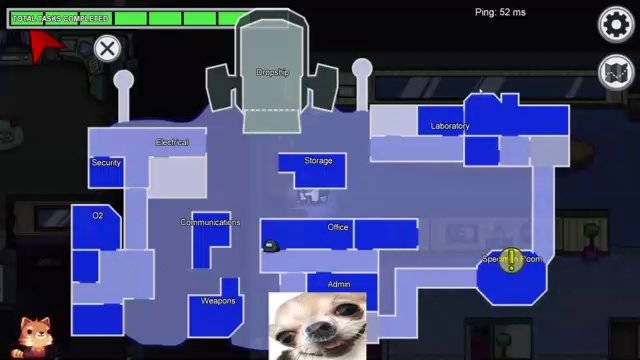 TOTAL TASKS COMPLETED
Ping: 52 ms
Dropship
Laboratory
Electrical
Security
Storage
O2
Communications
Office
Specimen Room
Admin
Weapons